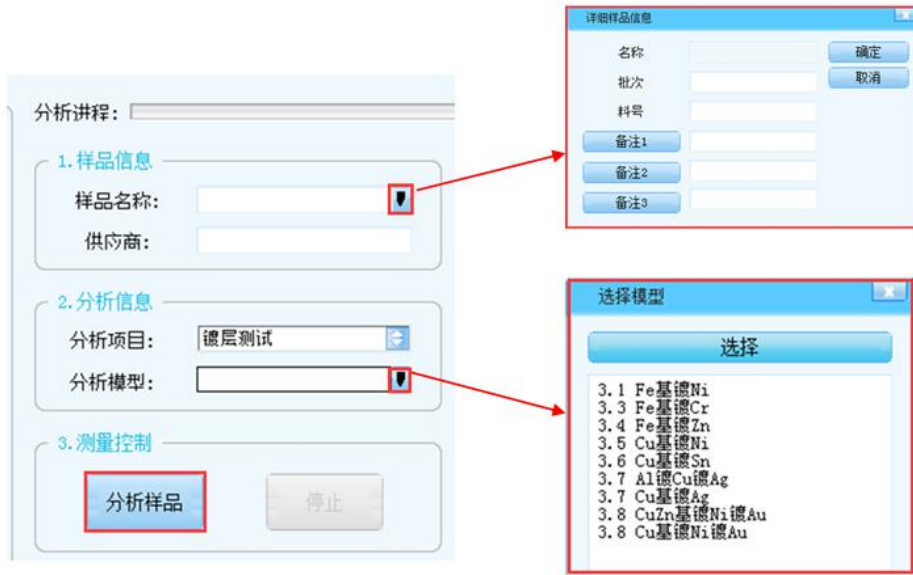 分析进程:
1.样品信息
样品名称:
供应商:
2.分析信息
分析项目: 镀层测试
分析模型:
3.测量控制
分析样品
停止
详细样品信息
名称
确定
批次
取消
料号
备注1
备注2
备注3
选择模型
选择
3.1 Fe基镀Ni
3.3 Fe基镀Cr
3.4 Fe基镀Zn
3.5 Cu基镀Ni
3.6 Cu基镀Sn
3.7 Al镀Cu镀Ag
3.7 Cu基镀Ag
3.8 CuZn基镀Ni镀Au
3.8 Cu基镀Ni镀Au